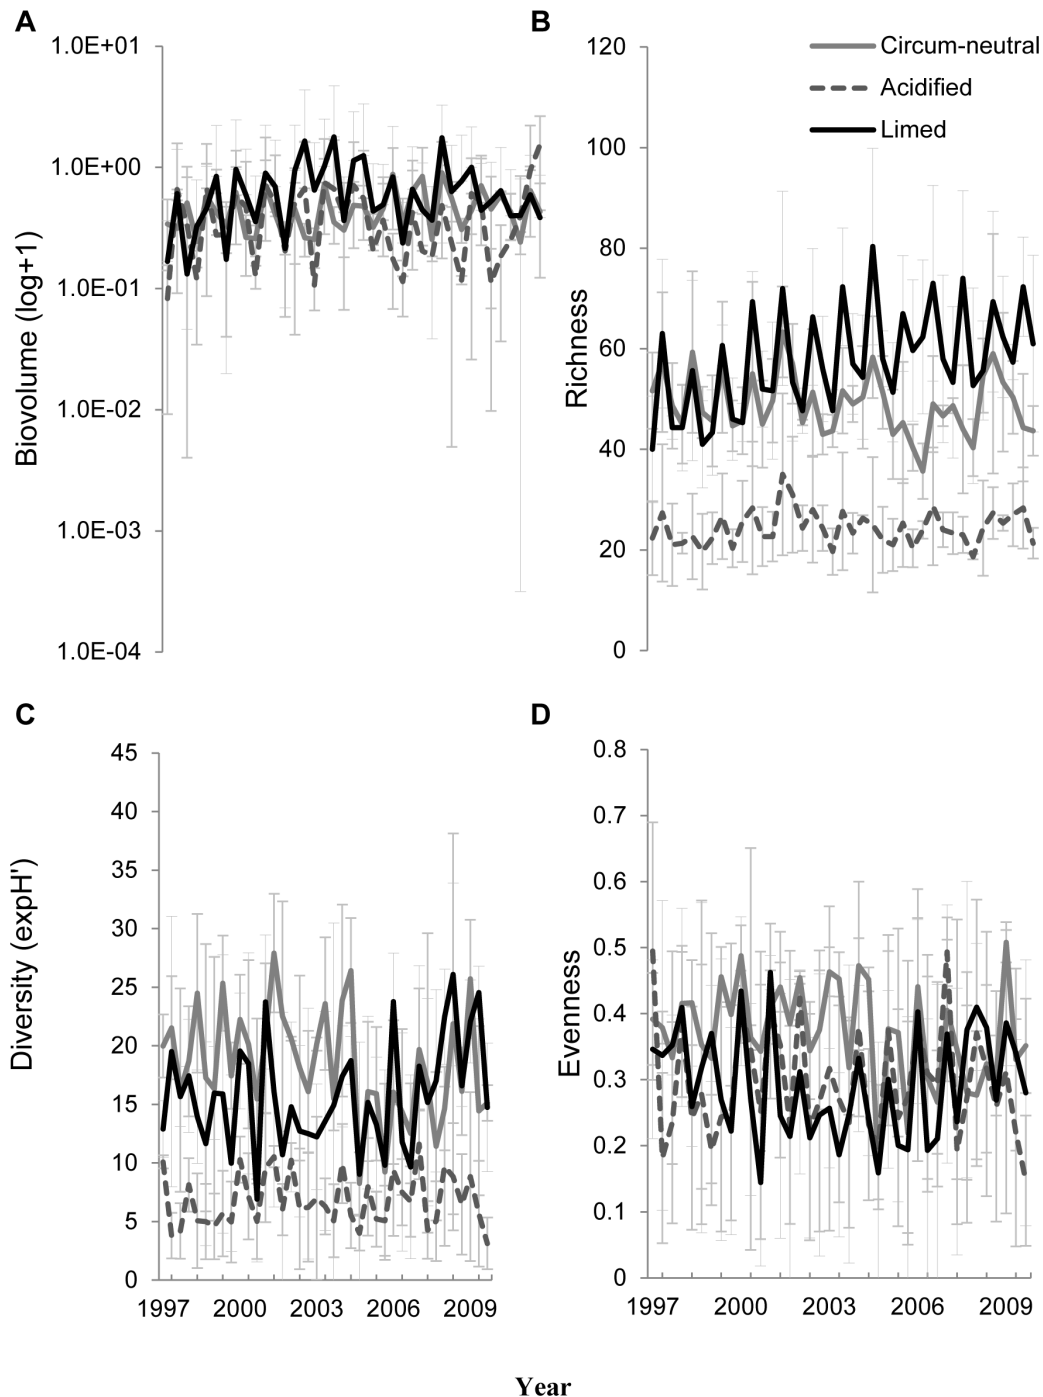 A
1.0E+01
1.0E+00
1.0E-01
1.0E-02
1.0E-03
1.0E-04
Biovolume (log+1)
B
120
100
80
60
40
20
0
Richness
Circum-neutral
Acidified
Limed
C
45
40
35
30
25
20
15
10
5
0
Diversity (expH')
1997 2000 2003 2006 2009
D
0.8
0.7
0.6
0.5
0.4
0.3
0.2
0.1
0
Evenness
1997 2000 2003 2006 2009
Year